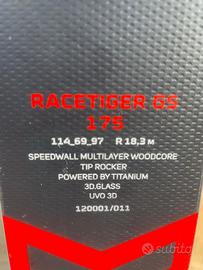 RACETIGER GS
175
114_69_97 R 18,3 M
SPEEDWALL MULTILAYER WOODCORE
TIP ROCKER
POWERED BY TITANIUM
3D.GLASS
UVO 3D
120001/011
subito